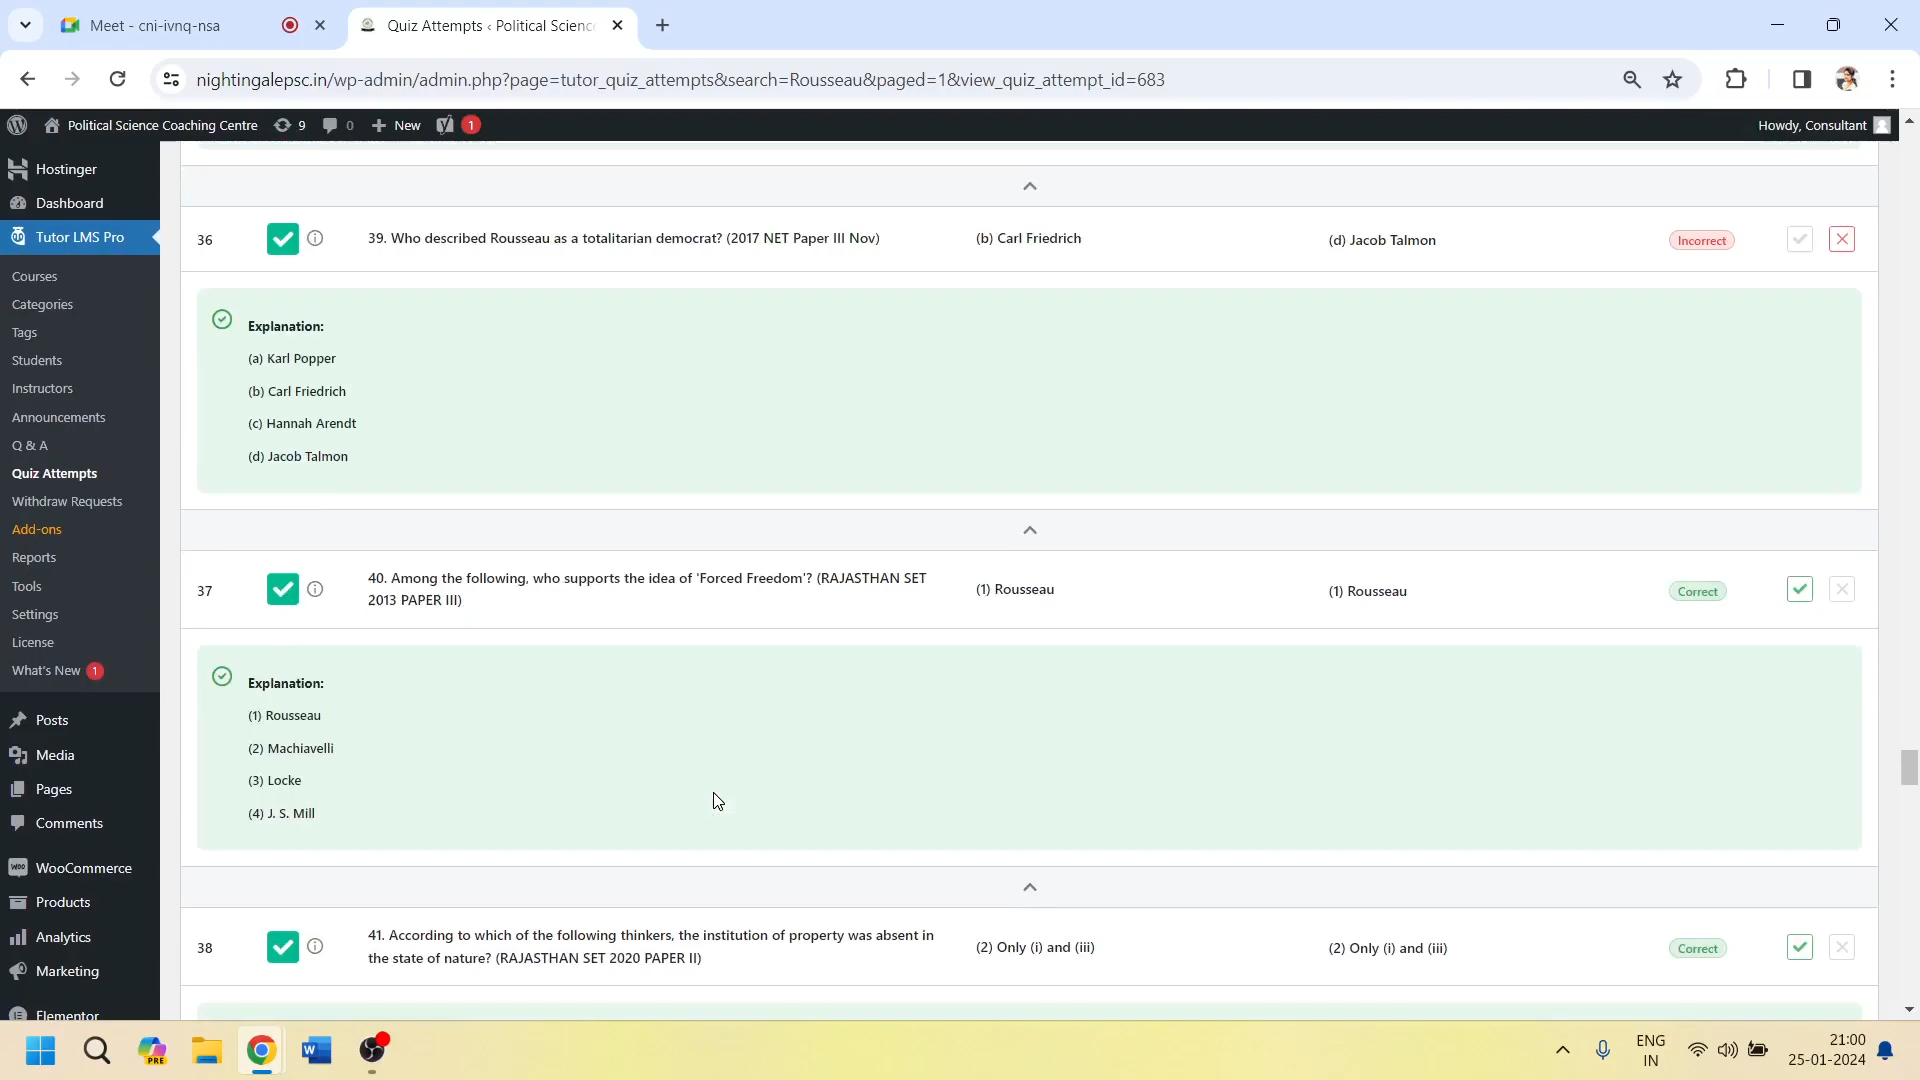 Meet - cni-ivnq-nsa
Quiz Attempts ‹ Political Science
nightingalepsc.in/wp-admin/admin.php?page=tutor_quiz_attempts&search=Rousseau&paged=1&view_quiz_attempt_id=683
Political Science Coaching Centre
9
0
New
1
Howdy, Consultant
Hostinger
Dashboard
Tutor LMS Pro
Courses
Categories
Tags
Students
Instructors
Announcements
Q & A
Quiz Attempts
Withdraw Requests
Add-ons
Reports
Tools
Settings
License
What's New 1
Posts
Media
Pages
Comments
WooCommerce
Products
Analytics
Marketing
Elementor
36
39. Who described Rousseau as a totalitarian democrat? (2017 NET Paper III Nov)
(b) Carl Friedrich
(d) Jacob Talmon
Incorrect
Explanation:
(a) Karl Popper
(b) Carl Friedrich
(c) Hannah Arendt
(d) Jacob Talmon
37
40. Among the following, who supports the idea of 'Forced Freedom'? (RAJASTHAN SET
2013 PAPER III)
(1) Rousseau
(1) Rousseau
Correct
Explanation:
(1) Rousseau
(2) Machiavelli
(3) Locke
(4) J. S. Mill
38
41. According to which of the following thinkers, the institution of property was absent in
the state of nature? (RAJASTHAN SET 2020 PAPER II)
(2) Only (i) and (iii)
(2) Only (i) and (iii)
Correct
PRE
ENG
IN
21:00
25-01-2024